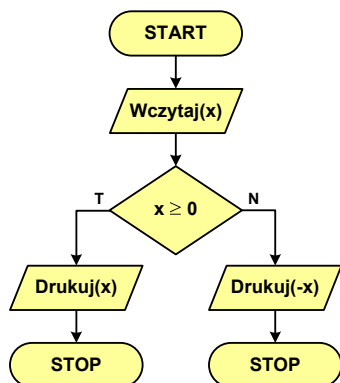 START
Wczytaj(x)
x ≥ 0
T
N
Drukuj(x)
Drukuj(-x)
STOP
STOP